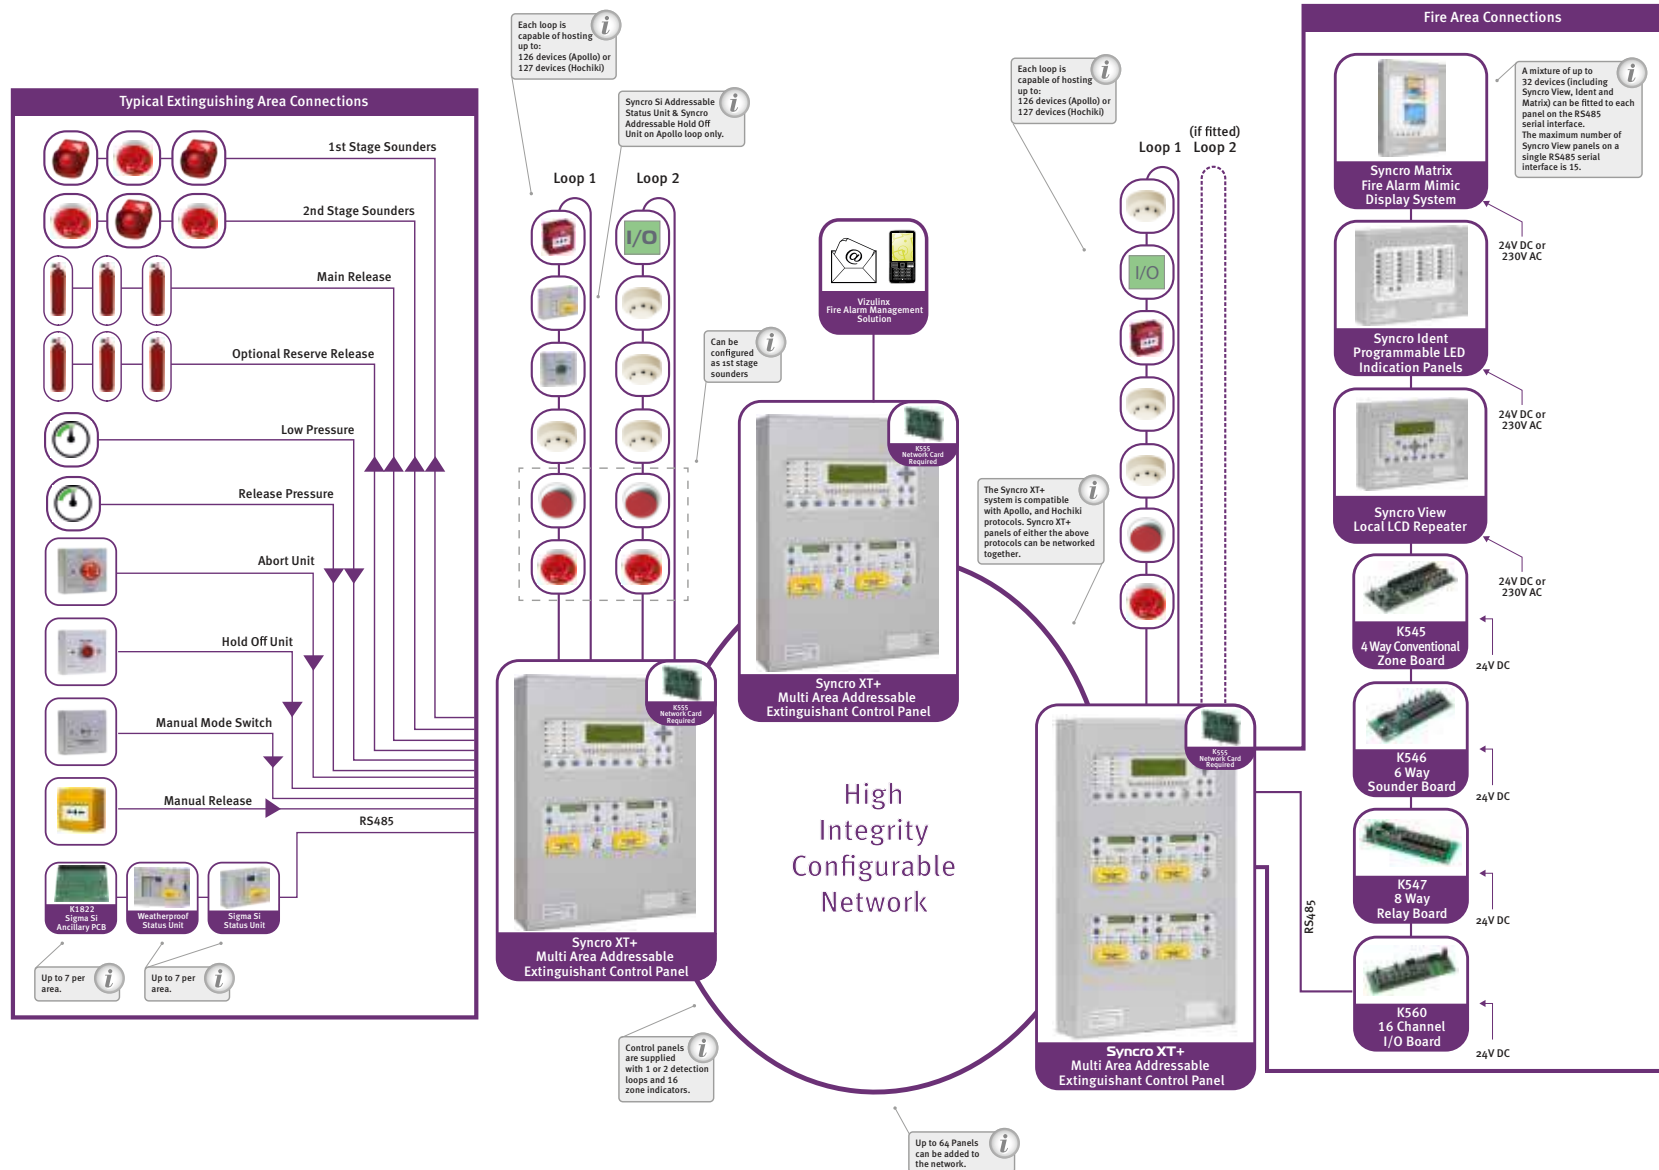 Typical Extinguishing Area Connections
1st Stage Sounders
2nd Stage Sounders
Main Release
Optional Reserve Release
Low Pressure
Release Pressure
Abort Unit
Hold Off Unit
Manual Mode Switch
Manual Release
RS485
K1822
Sigma Si
Ancillary PCB
Weatherproof
Status Unit
Sigma Si
Status Unit
Up to 7 per
area.
Up to 7 per
area.
Each loop is
capable of hosting
up to:
126 devices (Apollo) or
127 devices (Hochiki)
Syncro Si Addressable
Status Unit & Syncro
Addressable Hold Off
Unit on Apollo loop only.
Loop 1
Loop 2
I/O
Can be
configured
as 1st stage
sounders
Vizulinx
Fire Alarm Management
Solution
K555
Network Card
Required
Syncro XT+
Multi Area Addressable
Extinguishant Control Panel
K555
Network Card
Required
Syncro XT+
Multi Area Addressable
Extinguishant Control Panel
High
Integrity
Configurable
Network
Control panels
are supplied
with 1 or 2 detection
loops and 16
zone indicators.
Up to 64 Panels
can be added to
the network.
Each loop is
capable of hosting
up to:
126 devices (Apollo) or
127 devices (Hochiki)
(if fitted)
Loop 1
Loop 2
I/O
The Syncro XT+
system is compatible
with Apollo, and Hochiki
protocols. Syncro XT+
panels of either the above
protocols can be networked
together.
K555
Network Card
Required
Syncro XT+
Multi Area Addressable
Extinguishant Control Panel
RS485
Fire Area Connections
A mixture of up to
32 devices (including
Syncro View, Ident and
Matrix) can be fitted to each
panel on the RS485
serial interface.
The maximum number of
Syncro View panels on a
single RS485 serial
interface is 15.
Syncro Matrix
Fire Alarm Mimic
Display System
24V DC or
230V AC
Syncro Ident
Programmable LED
Indication Panels
24V DC or
230V AC
Syncro View
Local LCD Repeater
24V DC or
230V AC
K545
4 Way Conventional
Zone Board
24V DC
K546
6 Way
Sounder Board
24V DC
K547
8 Way
Relay Board
24V DC
K560
16 Channel
I/O Board
24V DC